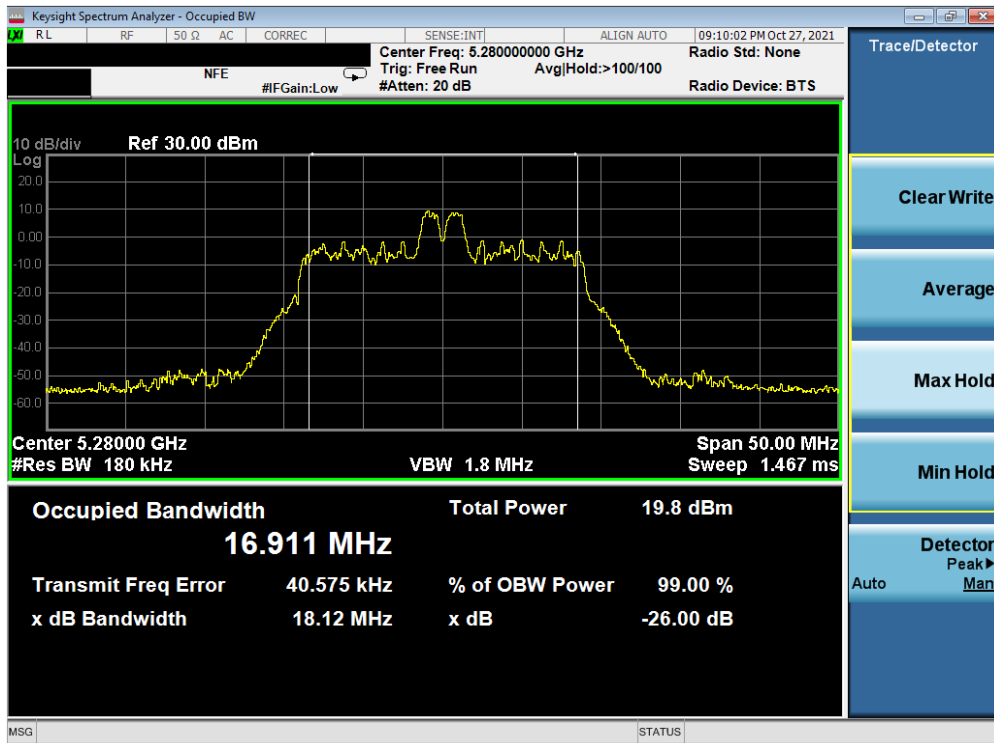 Keysight Spectrum Analyzer - Occupied BW
LXI RL RF 50 Ω AC CORREC SENSE:INT ALIGN AUTO 09:10:02 PM Oct 27, 2021
Center Freq: 5.280000000 GHz Radio Std: None
NFE Trig: Free Run Avg|Hold:>100/100
#IFGain:Low #Atten: 20 dB Radio Device: BTS
10 dB/div Ref 30.00 dBm
Log
20.0
10.0
0.00
-10.0
-20.0
-30.0
-40.0
-50.0
-60.0
Center 5.28000 GHz Span 50.00 MHz
#Res BW 180 kHz VBW 1.8 MHz Sweep 1.467 ms
Occupied Bandwidth Total Power 19.8 dBm
16.911 MHz
Transmit Freq Error 40.575 kHz % of OBW Power 99.00 %
x dB Bandwidth 18.12 MHz x dB -26.00 dB
MSG STATUS
Trace/Detector
Clear Write
Average
Max Hold
Min Hold
Detector
Peak▶
Auto Man